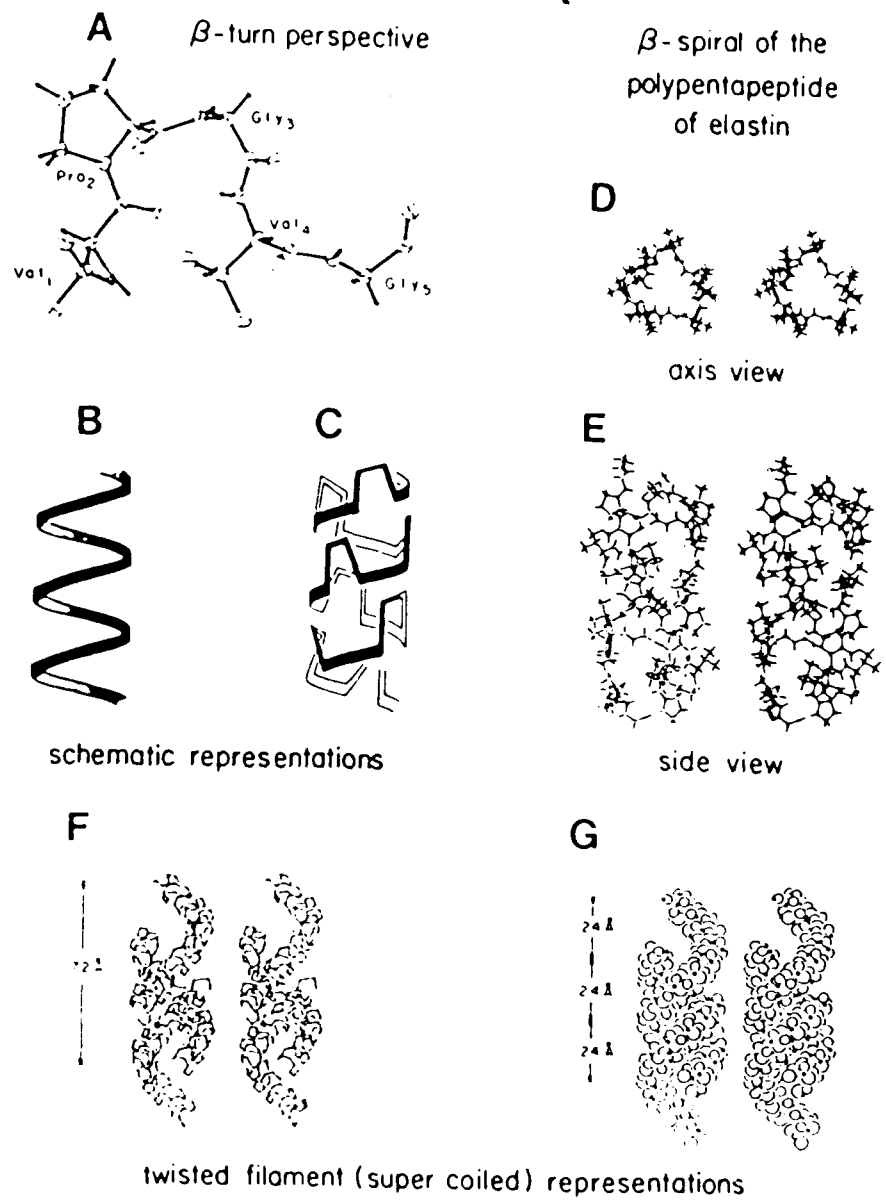 A
β-turn perspective
Pro2
Gly3
Val1
Val4
Gly5
β-spiral of the
polypentapeptide
of elastin
D
axis view
B
C
schematic representations
E
side view
F
72 Å
G
24 Å
24 Å
24 Å
twisted filament (super coiled) representations